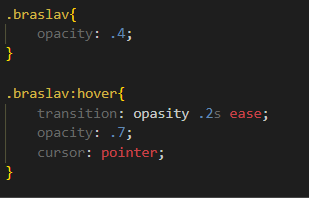 .braslav{
opacity: .4;
}
.braslav:hover{
transition: opasity .2s ease;
opacity: .7;
cursor: pointer;
}